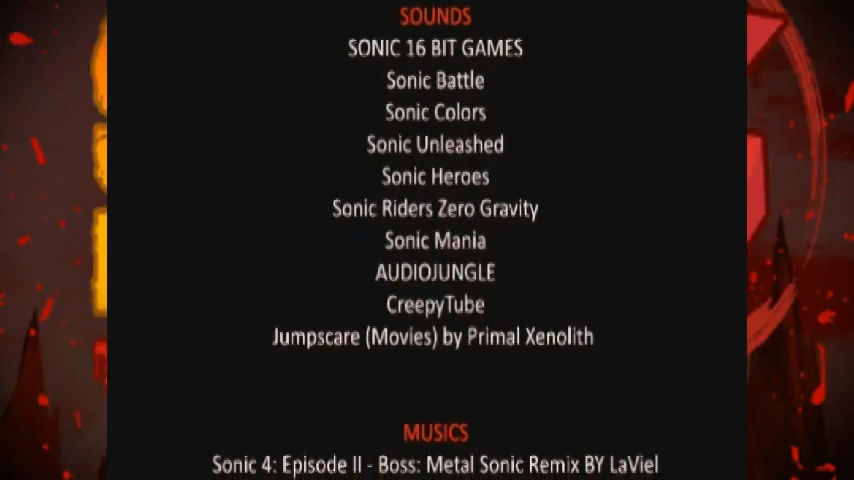 SOUNDS
SONIC 16 BIT GAMES
Sonic Battle
Sonic Colors
Sonic Unleashed
Sonic Heroes
Sonic Riders Zero Gravity
Sonic Mania
AUDIOJUNGLE
CreepyTube
Jumpscare (Movies) by Primal Xenolith
MUSICS
Sonic 4: Episode II - Boss: Metal Sonic Remix BY LaViel